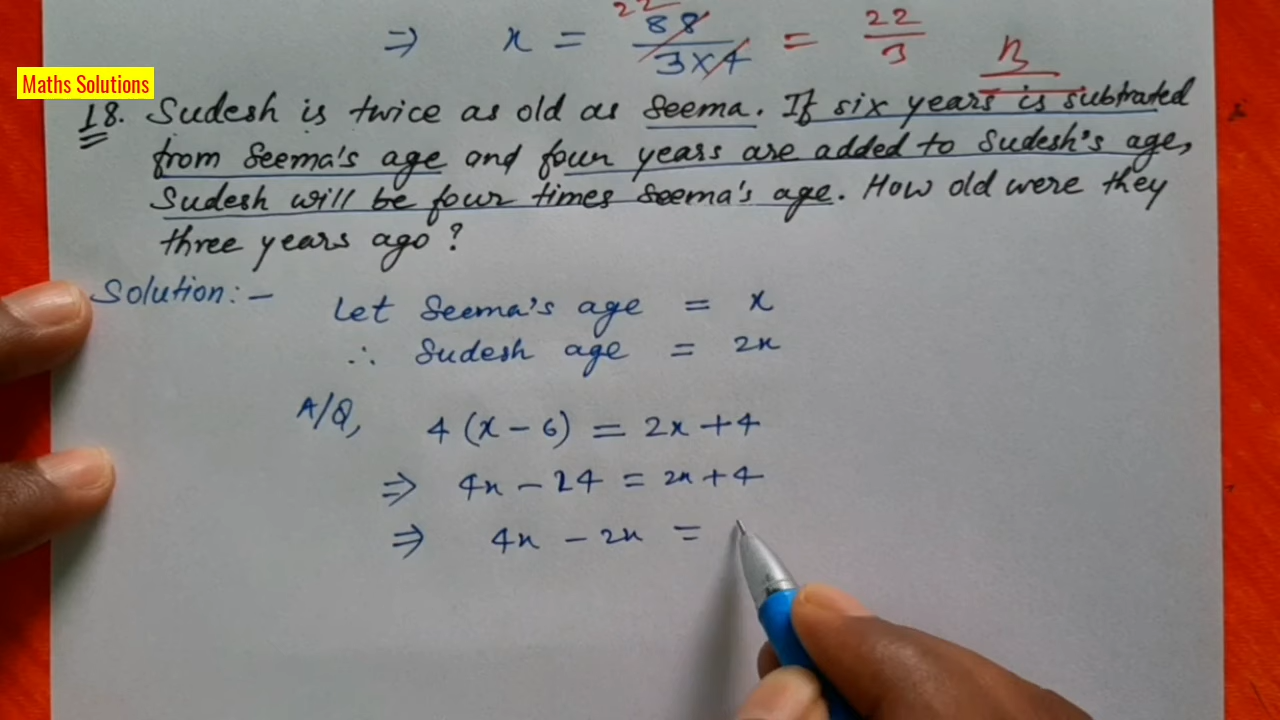 22
⇒ x = 88/3×4 = 22/3
Maths Solutions
18. Sudesh is twice as old as Seema. If six years is subtrated
from Seema's age and four years are added to Sudesh's age,
Sudesh will be four times Seema's age. How old were they
three years ago?
Solution:-
Let Seema's age = x
∴ Sudesh age = 2x
A/Q, 4(x-6) = 2x+4
⇒ 4x - 24 = 2x+4
⇒ 4x - 2x =